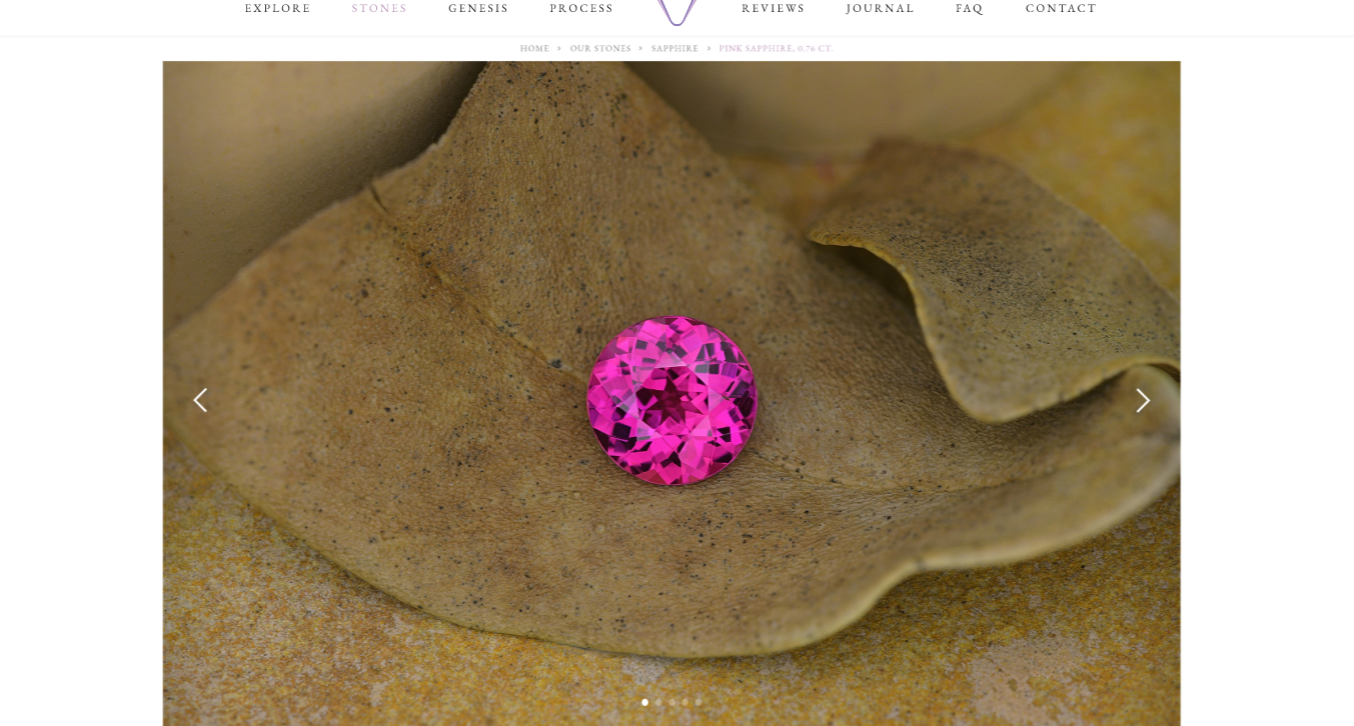 EXPLORE STONES GENESIS PROCESS REVIEWS JOURNAL FAQ CONTACT
HOME > OUR STONES > SAPPHIRE > PINK SAPPHIRE, 0.76 CT.